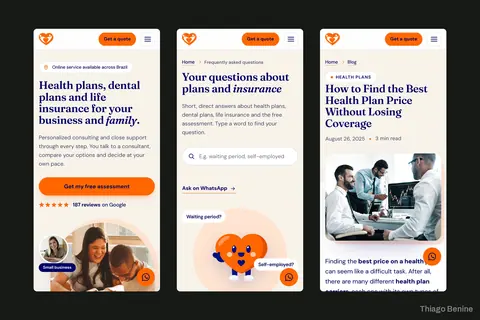 Get a quote
Online service available across Brazil
Health plans, dental
plans and life
insurance for your
business and family.
Personalized consulting and close support
through every step. You talk to a consultant,
compare your options and decide at your
own pace.
Get my free assessment
187 reviews on Google
Small business
Get a quote
Home > Frequently asked questions
Your questions about
plans and insurance
Short, direct answers about health plans,
dental plans, life insurance and the free
assessment. Type a word to find your
question.
E.g. waiting period, self-employed
Ask on WhatsApp →
Waiting period?
Self-employed?
Get a quote
Home > Blog
HEALTH PLANS
How to Find the Best
Health Plan Price
Without Losing
Coverage
August 26, 2025 • 3 min read
Finding the best price on a health
can seem like a difficult task. After all,
there are many different health plan
Thiago Benine